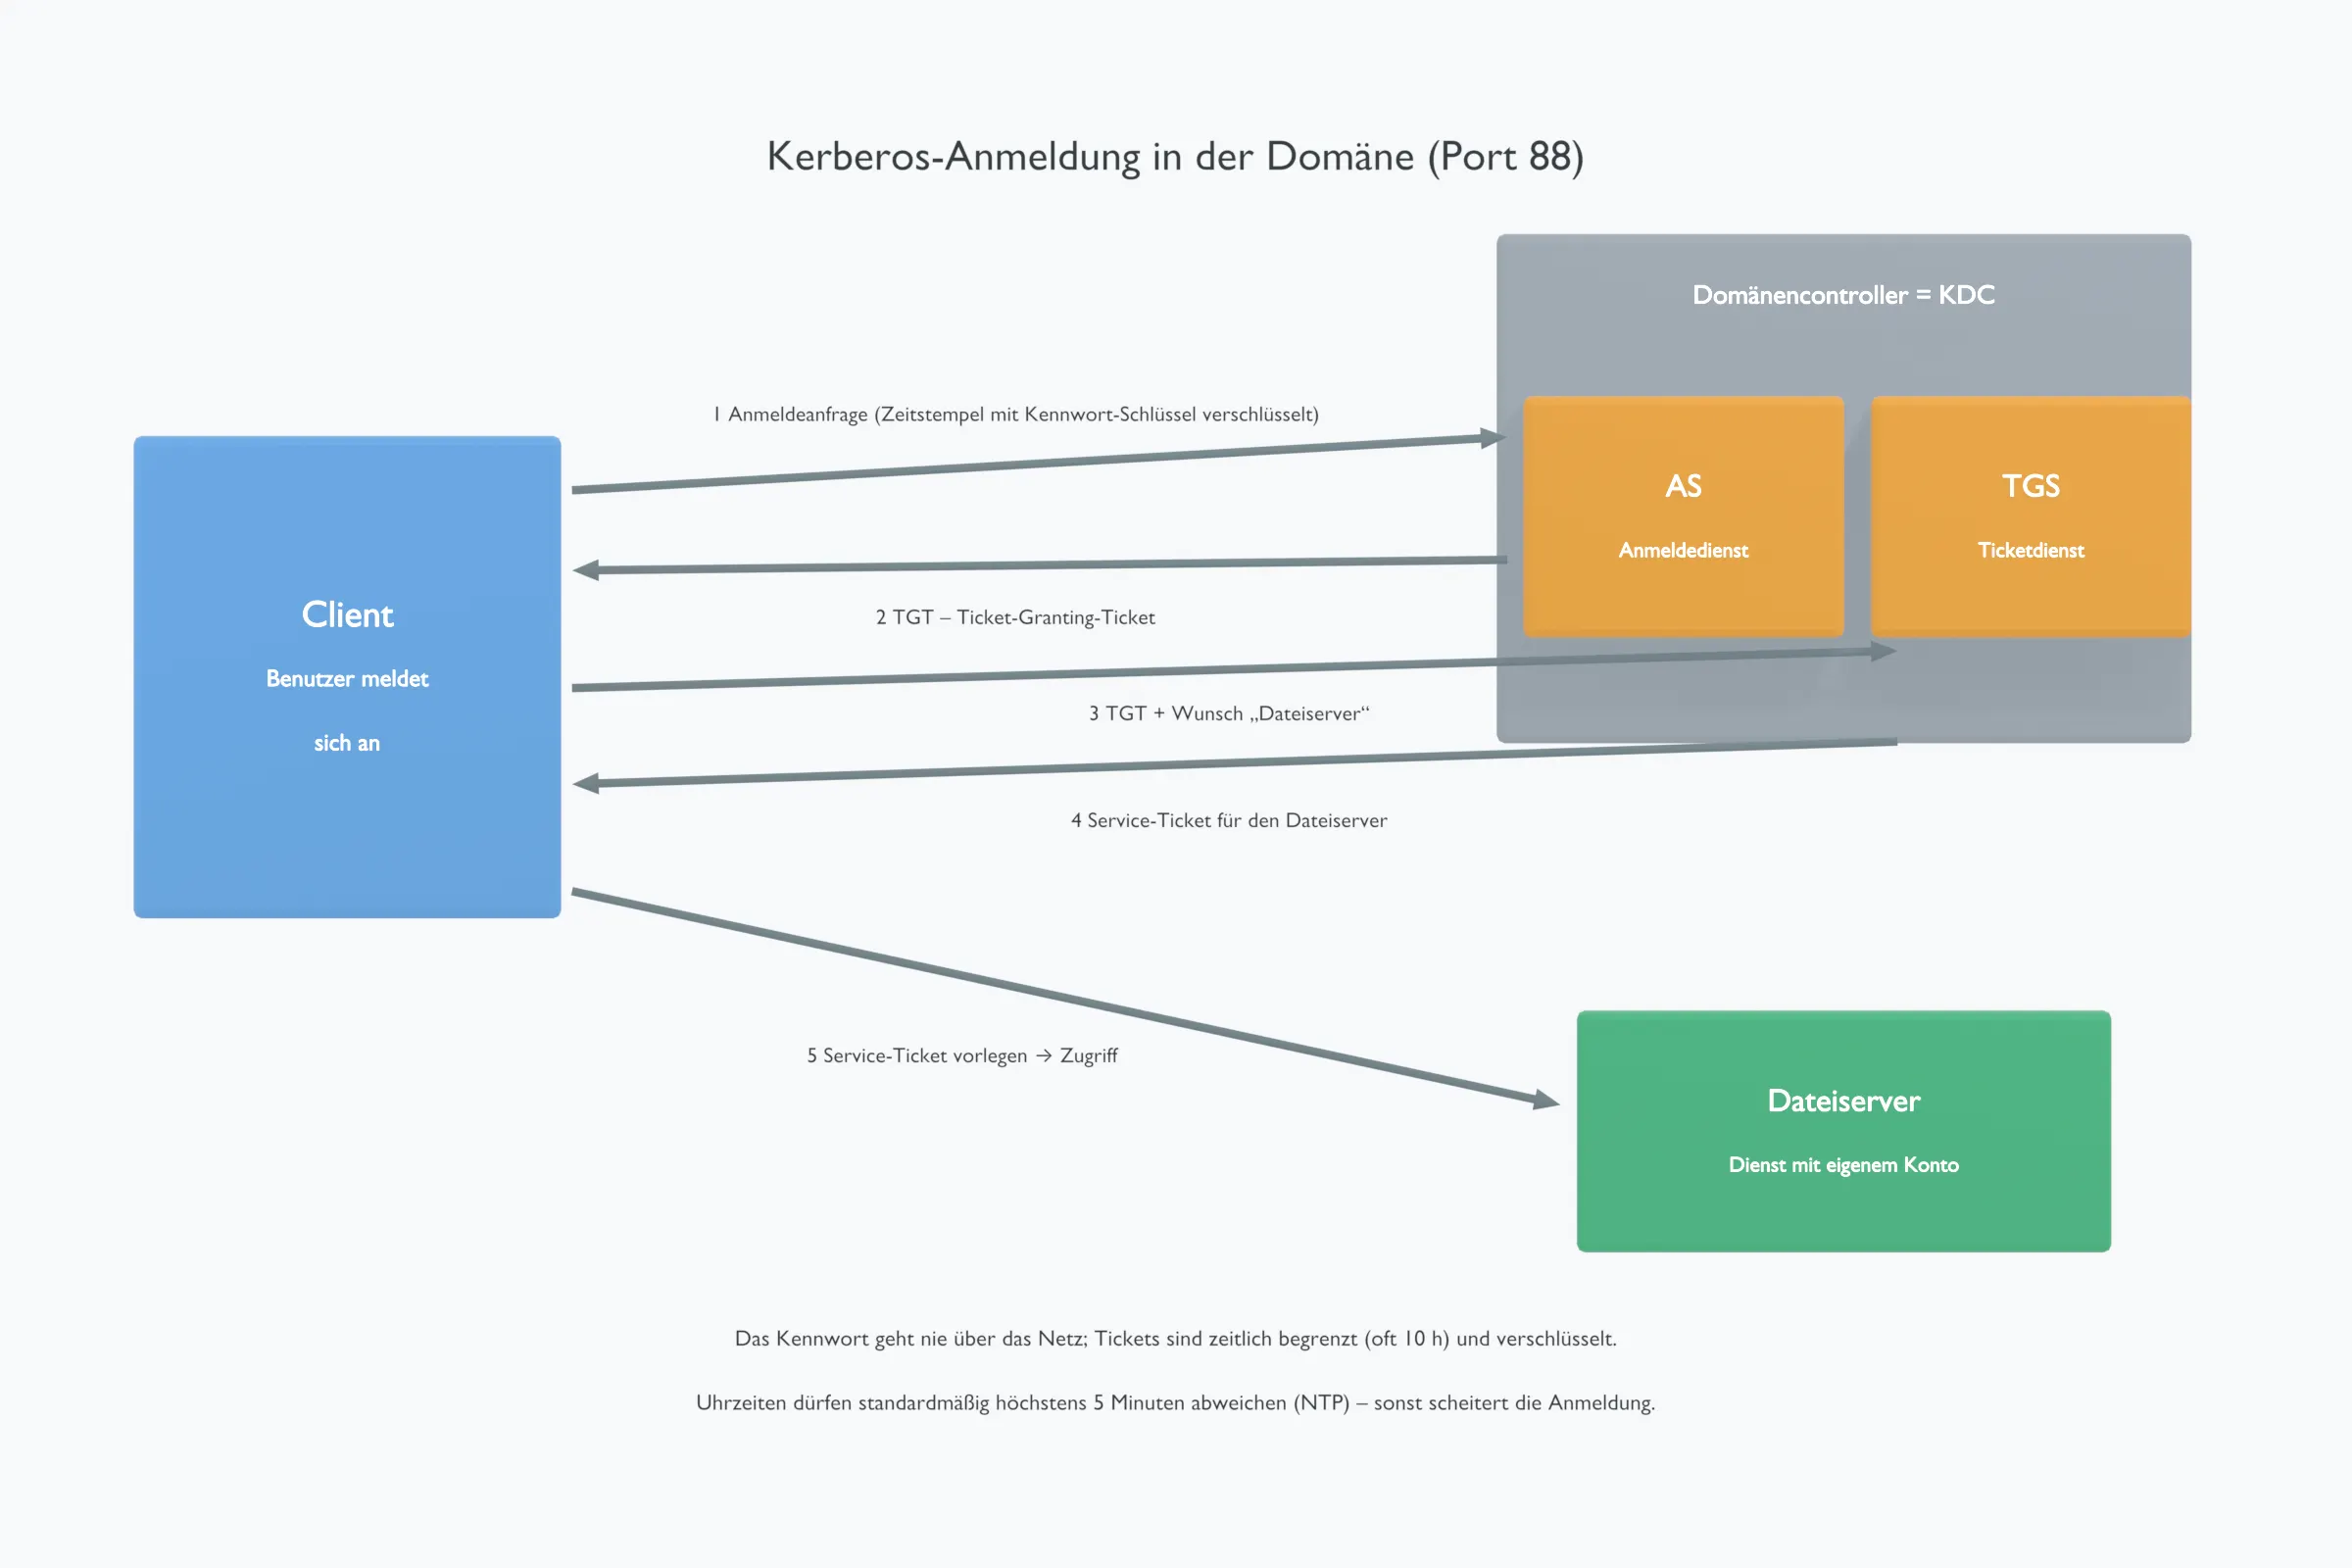 Kerberos-Anmeldung in der Domäne (Port 88)
Domänencontroller = KDC
1 Anmeldeanfrage (Zeitstempel mit Kennwort-Schlüssel verschlüsselt)
AS
Anmeldedienst
TGS
Ticketdienst
Client
Benutzer meldet
sich an
2 TGT – Ticket-Granting-Ticket
3 TGT + Wunsch „Dateiserver“
4 Service-Ticket für den Dateiserver
5 Service-Ticket vorlegen → Zugriff
Dateiserver
Dienst mit eigenem Konto
Das Kennwort geht nie über das Netz; Tickets sind zeitlich begrenzt (oft 10 h) und verschlüsselt.
Uhrzeiten dürfen standardmäßig höchstens 5 Minuten abweichen (NTP) – sonst scheitert die Anmeldung.